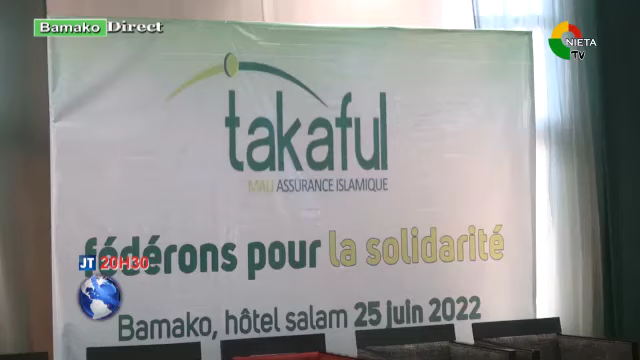 Bamako Direct
NIETA
TV
takaful
MALI ASSURANCE ISLAMIQUE
fédérons pour la solidarité
JT 20H30
Bamako, hôtel salam 25 juin 2022